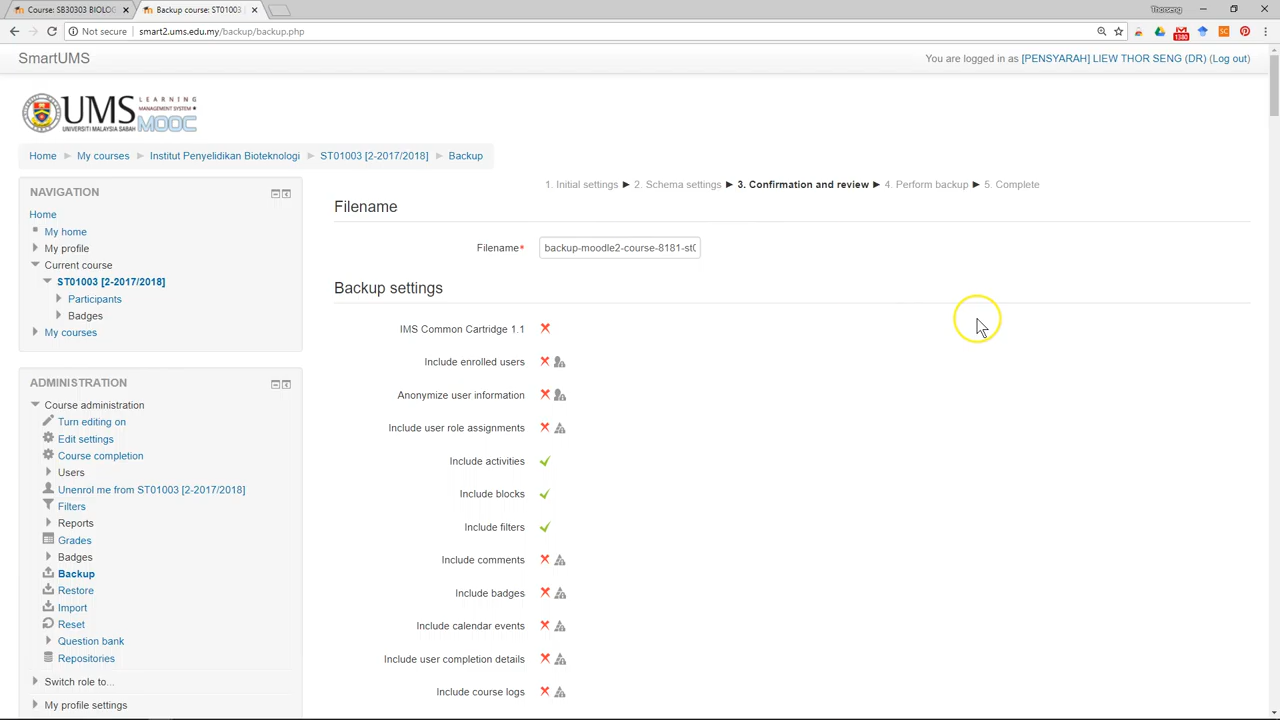 Course: SB30303 BIOLO
Backup course: ST01003
Thorseng
Not secure
smart2.ums.edu.my/backup/backup.php
1380
SmartUMS
You are logged in as [PENSYARAH] LIEW THOR SENG (DR) (Log out)
UMS LEARNING MANAGEMENT SYSTEM
UNIVERSITI MALAYSIA SABAH MOOC
Home My courses Institut Penyelidikan Bioteknologi ST01003 [2-2017/2018] Backup
NAVIGATION
Home
My home
My profile
Current course
ST01003 [2-2017/2018]
Participants
Badges
My courses
ADMINISTRATION
Course administration
Turn editing on
Edit settings
Course completion
Users
Unenrol me from ST01003 [2-2017/2018]
Filters
Reports
Grades
Badges
Backup
Restore
Import
Reset
Question bank
Repositories
Switch role to...
My profile settings
1. Initial settings ► 2. Schema settings ► 3. Confirmation and review ► 4. Perform backup ► 5. Complete
Filename
Filename*
backup-moodle2-course-8181-st0
Backup settings
IMS Common Cartridge 1.1
Include enrolled users
Anonymize user information
Include user role assignments
Include activities
Include blocks
Include filters
Include comments
Include badges
Include calendar events
Include user completion details
Include course logs